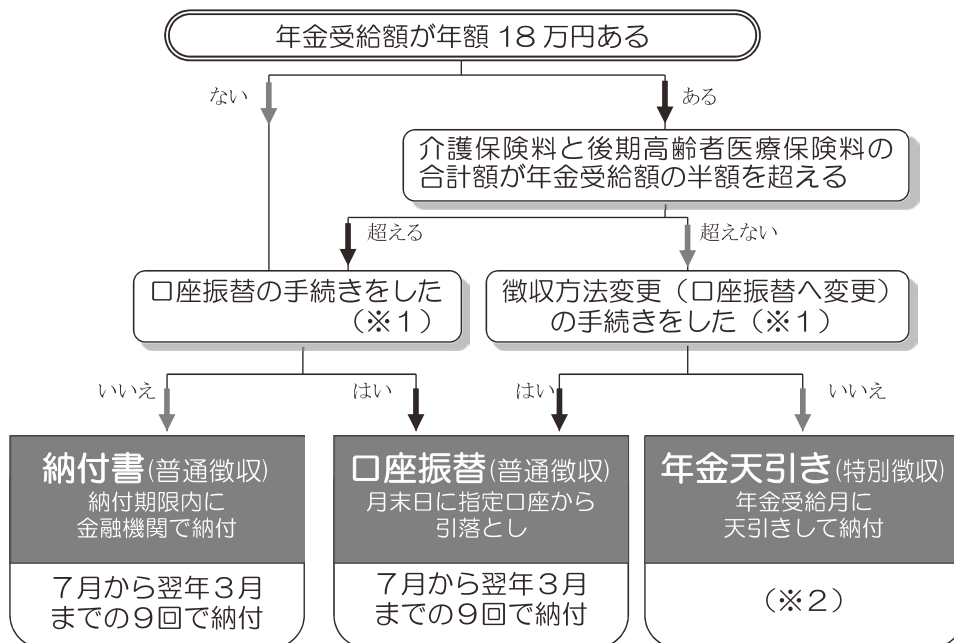 年金受給額が年額 18 万円ある
ない
ある
介護保険料と後期高齢者医療保険料の
合計額が年金受給額の半額を超える
超える
超えない
口座振替の手続きをした
（※１）
徴収方法変更（口座振替へ変更）
の手続きをした（※１）
いいえ
はい
はい
いいえ
納付書(普通徴収)
納付期限内に
金融機関で納付
７月から翌年３月
までの９回で納付
口座振替(普通徴収)
月末日に指定口座から
引落とし
７月から翌年３月
までの９回で納付
年金天引き(特別徴収)
年金受給月に
天引きして納付
（※２）